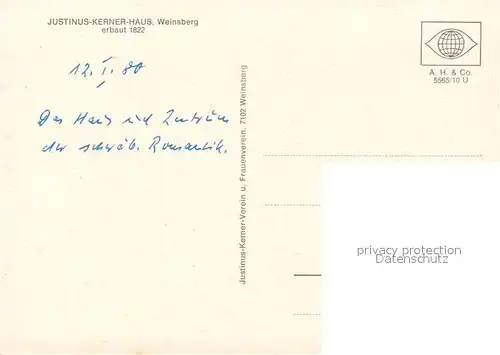 JUSTINUS-KERNER-HAUS, Weinsberg
erbaut 1822
12. I. 80
Das Haus und Zentrum
der schwäb. Romantik.
Justinus-Kerner-Verein u. Frauenverein, 7102 Weinsberg
A. H. & Co.
5565/10 U
privacy protection
Datenschutz